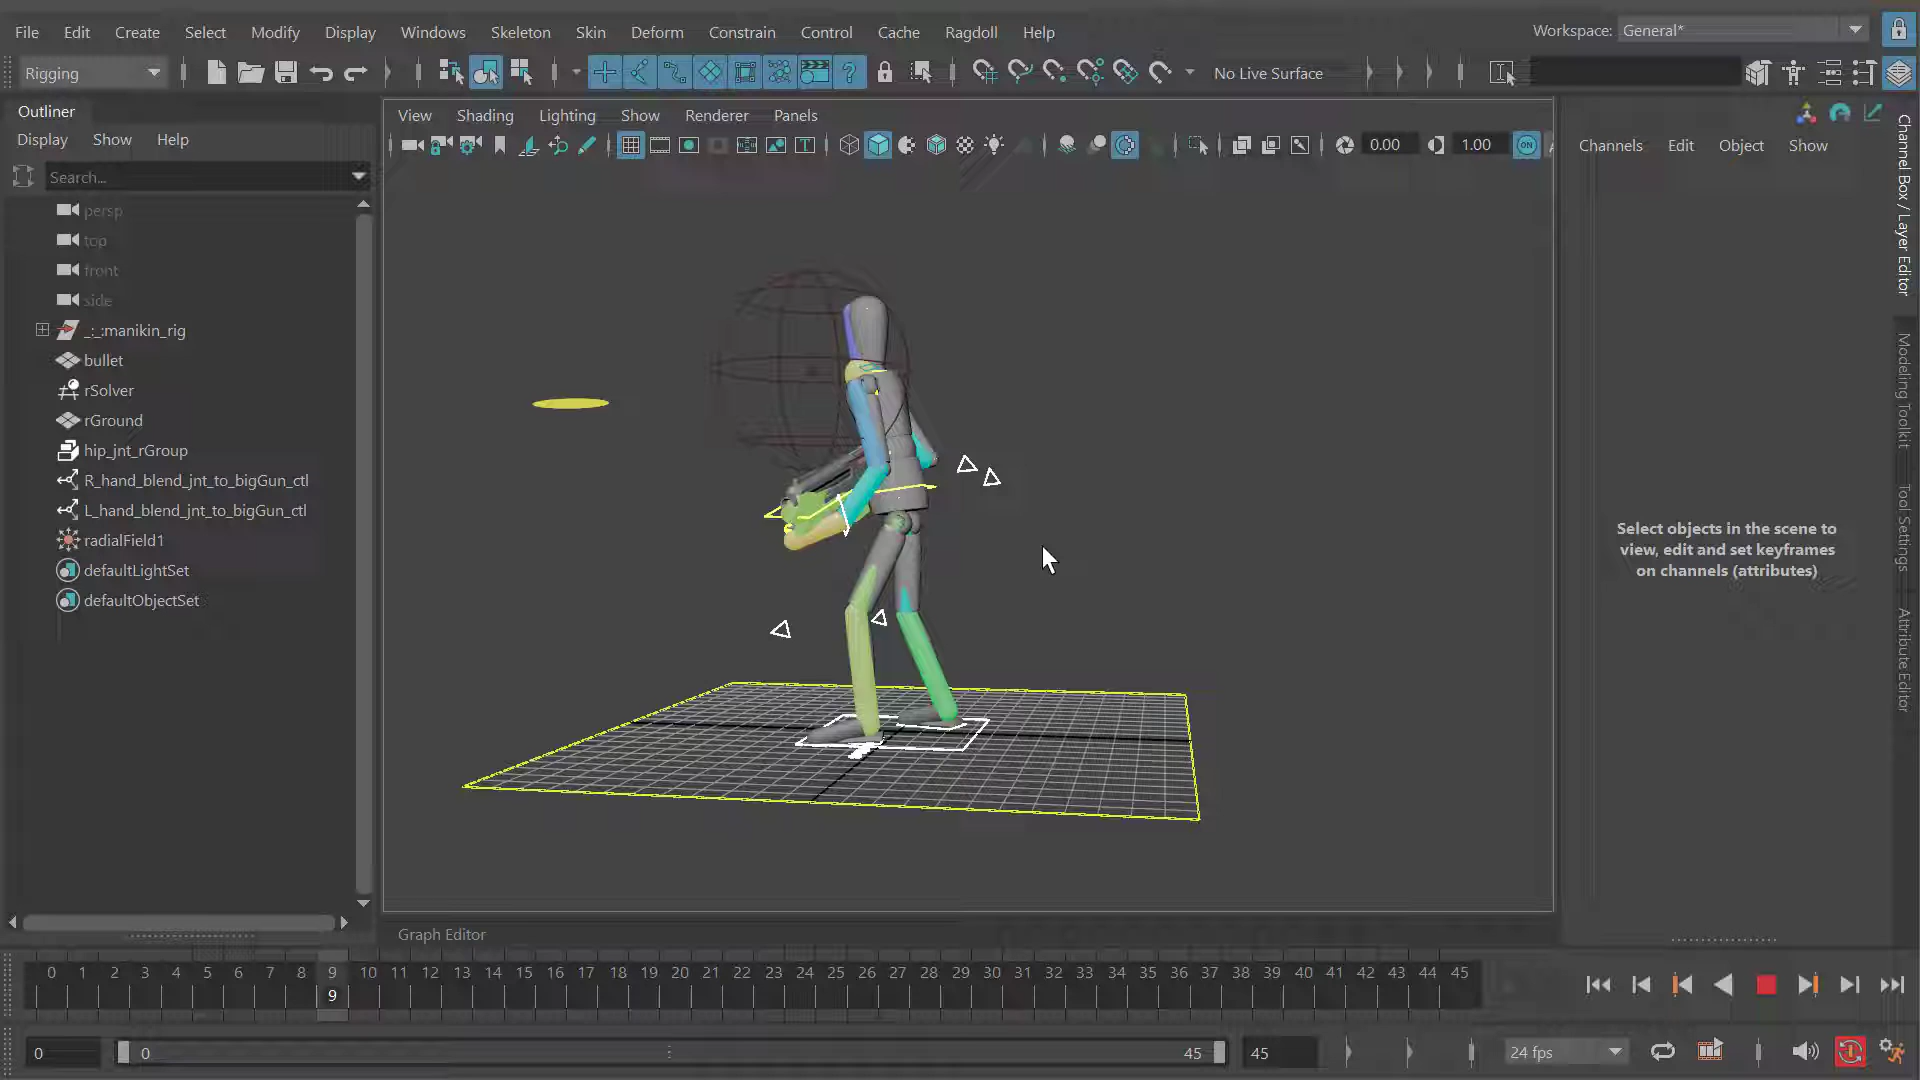 File Edit Create Select Modify Display Windows Skeleton Skin Deform Constrain Control Cache Ragdoll Help
Workspace: General*
Rigging
No Live Surface
Outliner
Display Show Help
Search...
persp
top
front
side
_:_:manikin_rig
bullet
rSolver
rGround
hip_jnt_rGroup
R_hand_blend_jnt_to_bigGun_ctl
L_hand_blend_jnt_to_bigGun_ctl
radialField1
defaultLightSet
defaultObjectSet
View Shading Lighting Show Renderer Panels
0.00 1.00 ON
Channels Edit Object Show
Select objects in the scene to
view, edit and set keyframes
on channels (attributes)
Channel Box / Layer Editor
Modeling Toolkit
Tool Settings
Attribute Editor
Graph Editor
0 1 2 3 4 5 6 7 8 9 10 11 12 13 14 15 16 17 18 19 20 21 22 23 24 25 26 27 28 29 30 31 32 33 34 35 36 37 38 39 40 41 42 43 44 45
9
0 0 45 45 24 fps